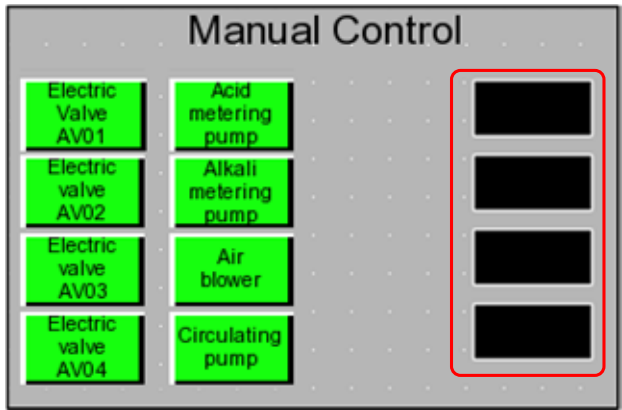 Manual Control
Electric
Valve
AV01
Acid
metering
pump
Electric
valve
AV02
Alkali
metering
pump
Electric
valve
AV03
Air
blower
Electric
valve
AV04
Circulating
pump